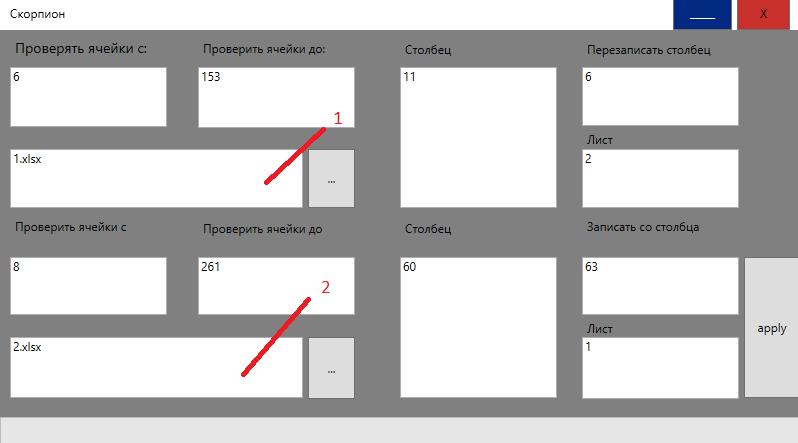 Скорпион
X
Проверять ячейки с:
Проверить ячейки до:
Столбец
Перезаписать столбец
6
153
11
6
1
Лист
1.xlsx
...
2
Проверить ячейки с
Проверить ячейки до
Столбец
Записать со столбца
8
261
60
63
2
Лист
apply
2.xlsx
...
1